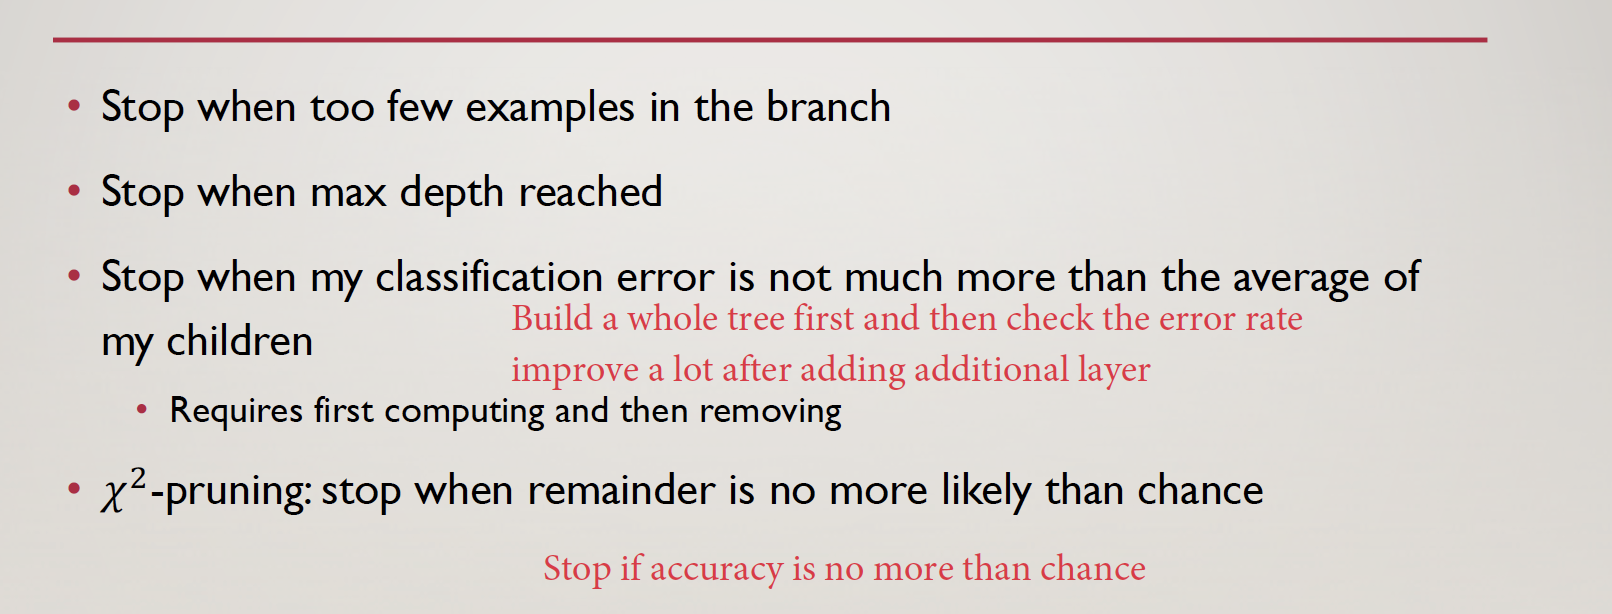 • Stop when too few examples in the branch
• Stop when max depth reached
• Stop when my classification error is not much more than the average of
my children
Build a whole tree first and then check the error rate
improve a lot after adding additional layer
• Requires first computing and then removing
• χ²-pruning: stop when remainder is no more likely than chance
Stop if accuracy is no more than chance